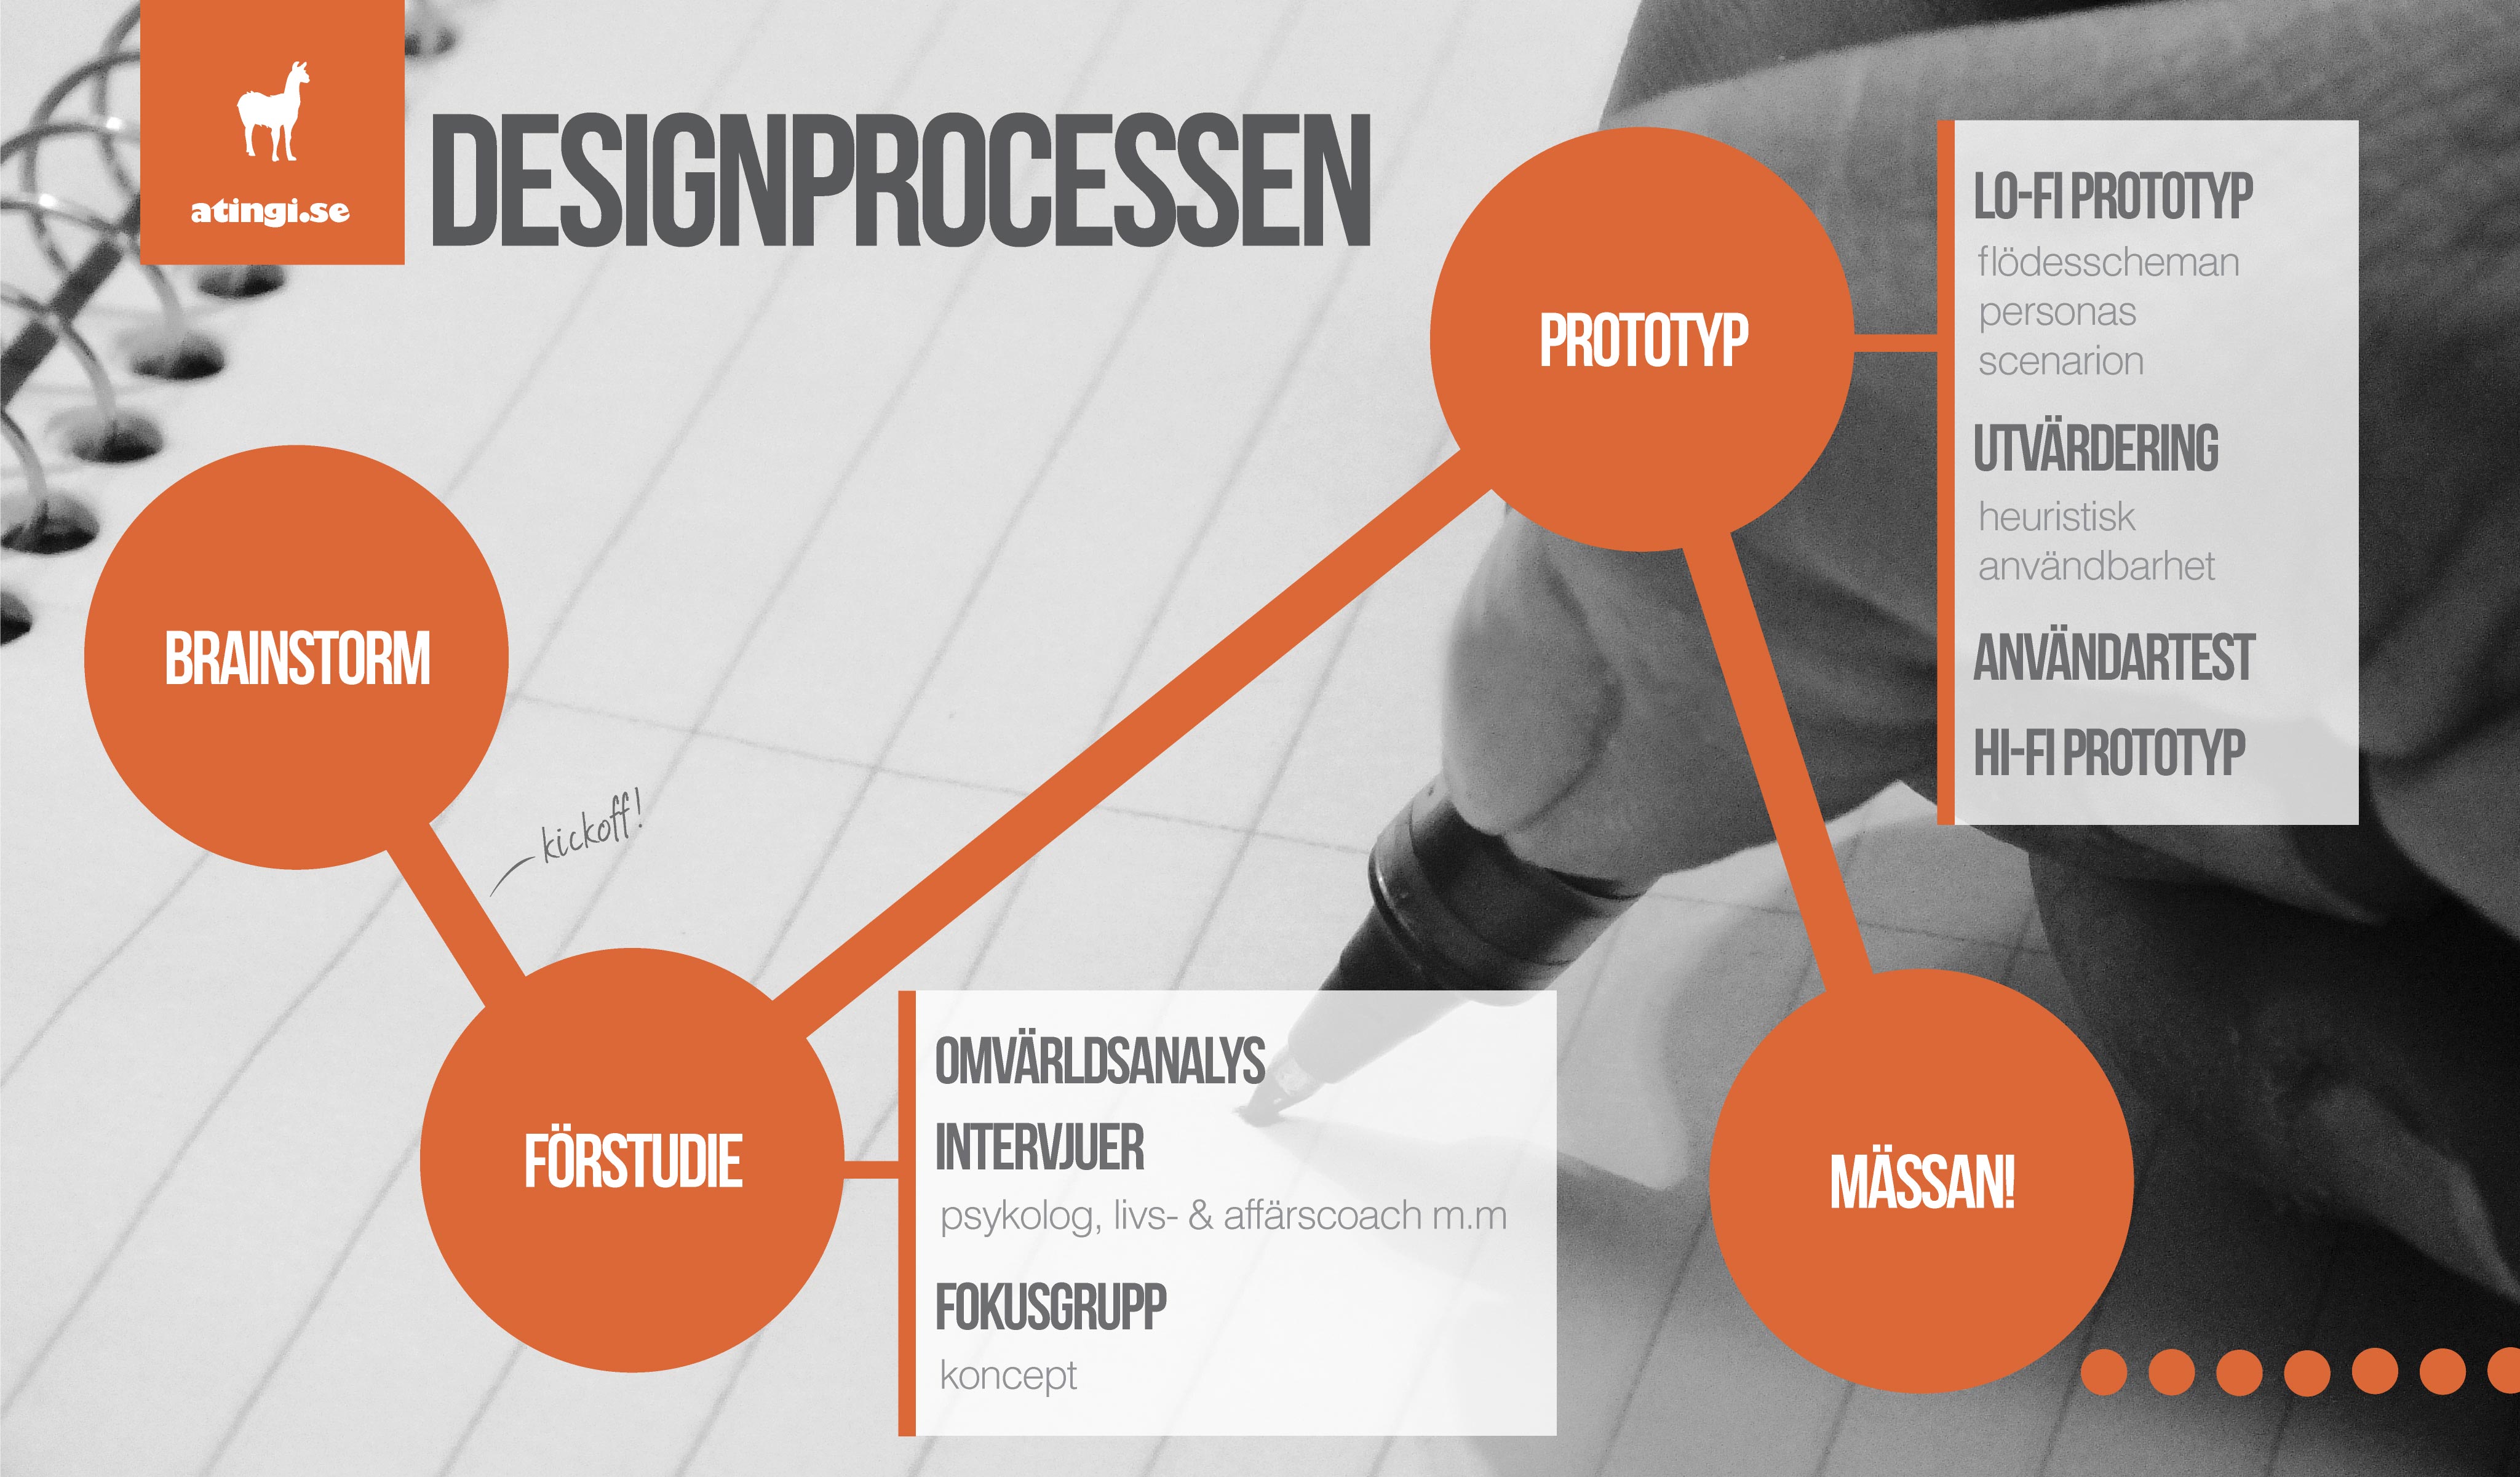 atingi.se
DESIGNPROCESSEN
BRAINSTORM
kickoff!
FÖRSTUDIE
OMVÄRLDSANALYS
INTERVJUER
psykolog, livs- & affärscoach m.m
FOKUSGRUPP
koncept
PROTOTYP
LO-FI PROTOTYP
flödesscheman
personas
scenarion
UTVÄRDERING
heuristisk
användbarhet
ANVÄNDARTEST
HI-FI PROTOTYP
MÄSSAN!